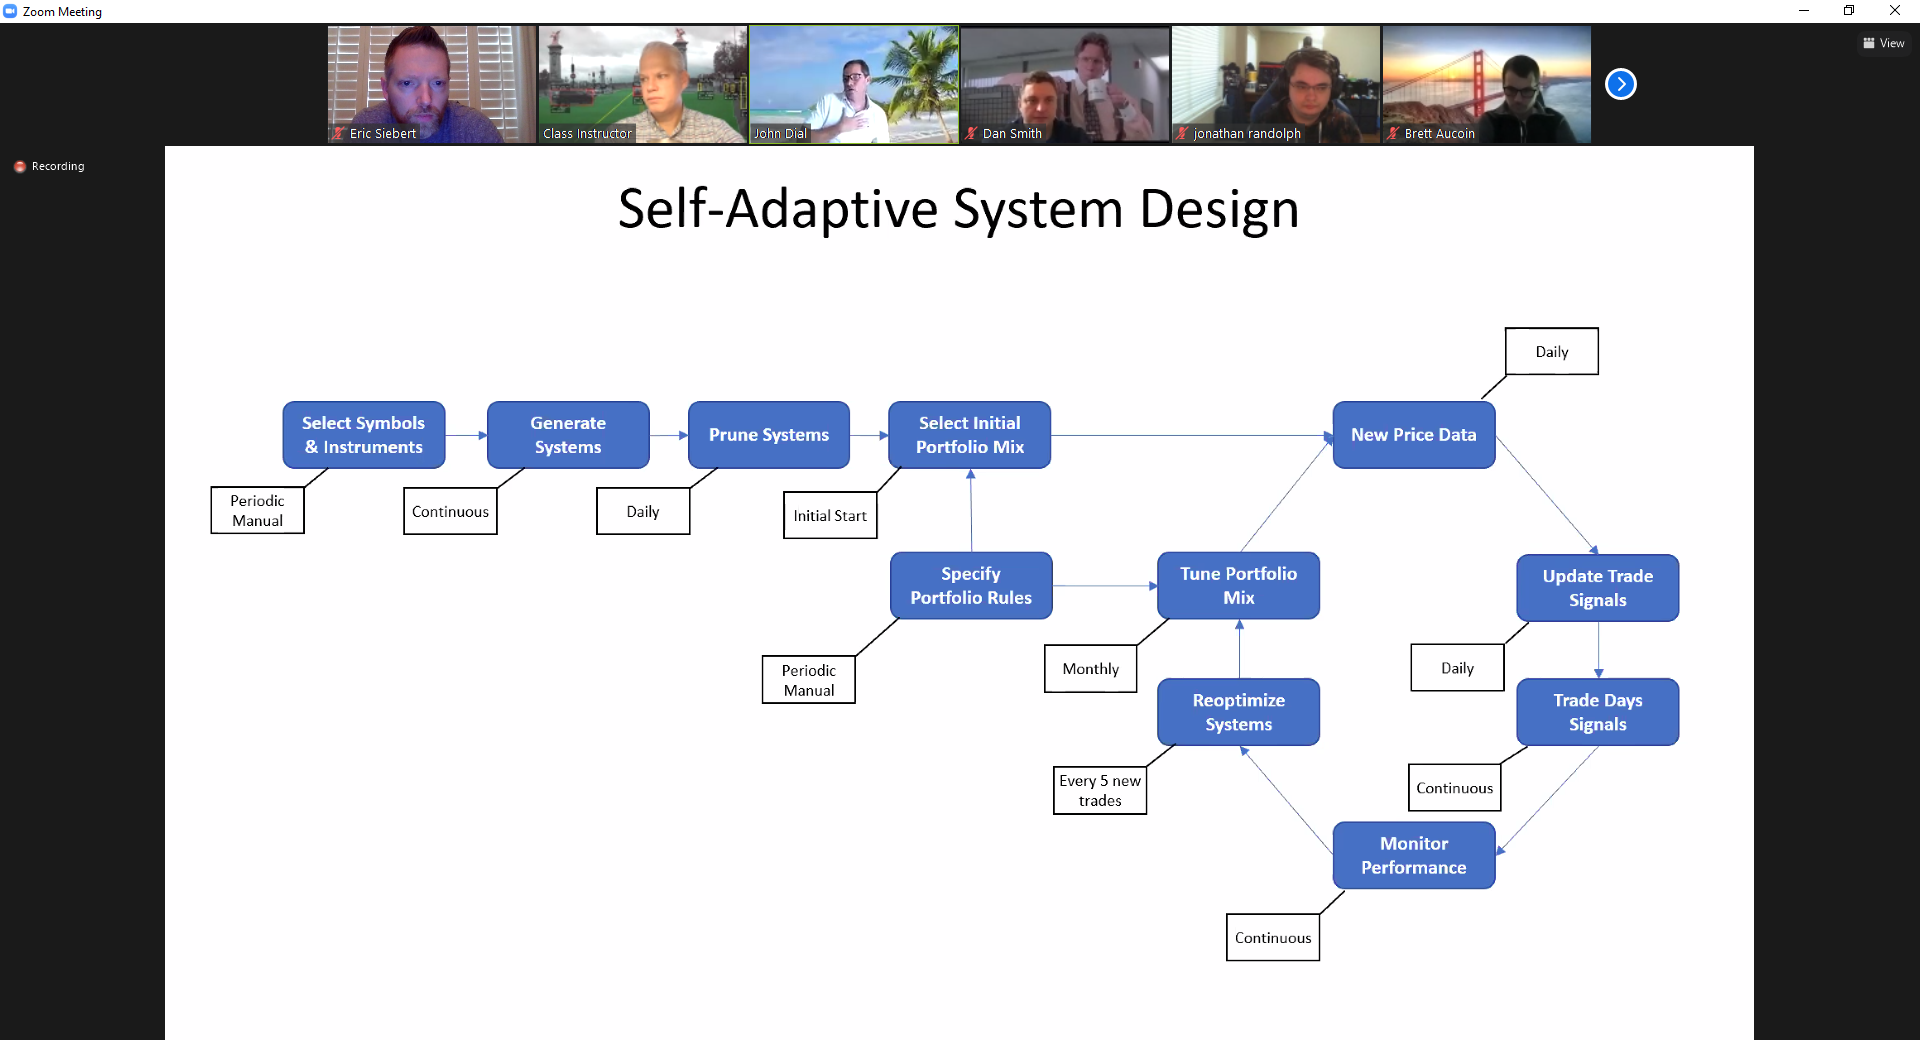 Zoom Meeting
View
Eric Siebert
Class Instructor
John Dial
Dan Smith
jonathan randolph
Brett Aucoin
Recording
Self-Adaptive System Design
Daily
Select Symbols
& Instruments
Generate
Systems
Prune Systems
Select Initial
Portfolio Mix
New Price Data
Periodic
Manual
Continuous
Daily
Initial Start
Specify
Portfolio Rules
Tune Portfolio
Mix
Update Trade
Signals
Periodic
Manual
Monthly
Daily
Reoptimize
Systems
Trade Days
Signals
Every 5 new
trades
Continuous
Monitor
Performance
Continuous